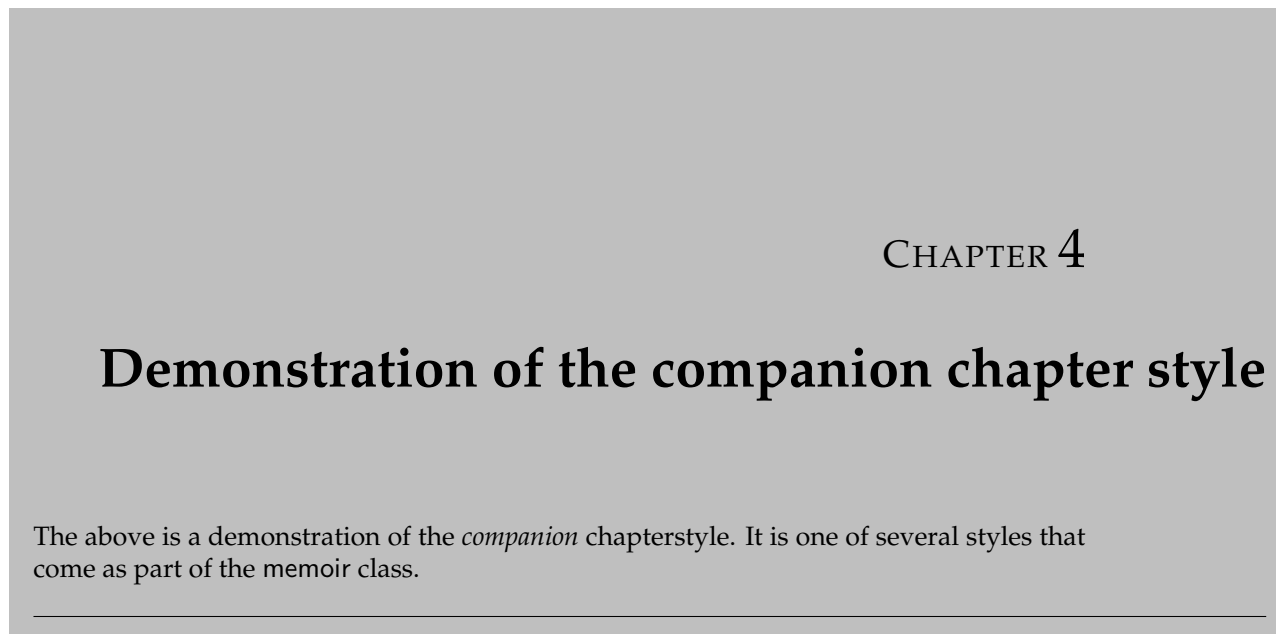 CHAPTER 4
Demonstration of the companion chapter style
The above is a demonstration of the companion chapterstyle. It is one of several styles that
come as part of the memoir class.